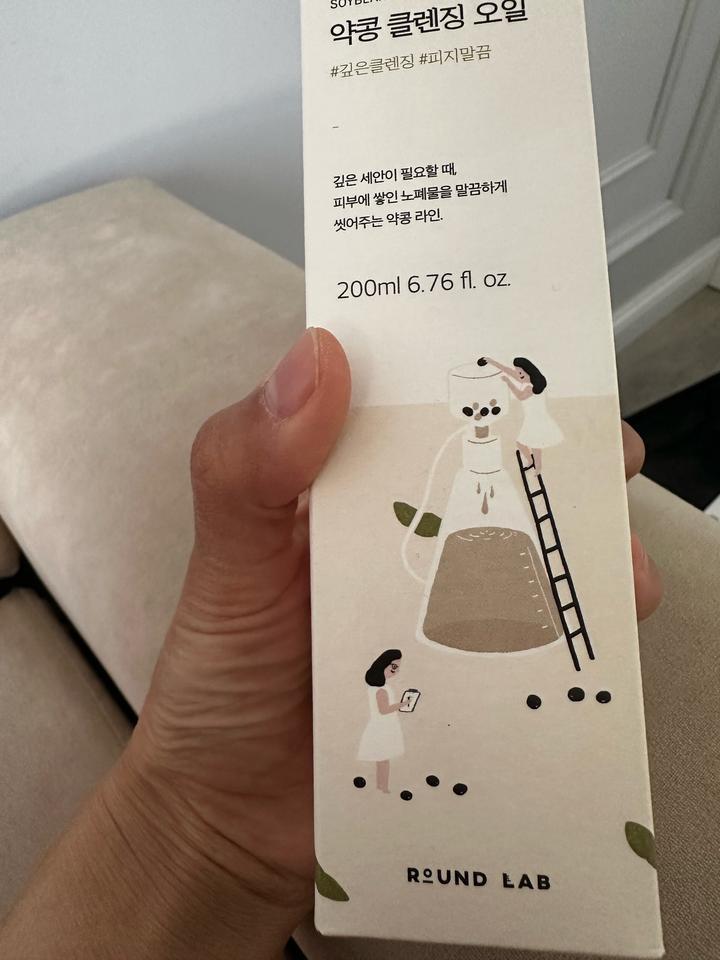 약콩 클렌징 오일
#깊은클렌징 #피지말끔
-
깊은 세안이 필요할 때,
피부에 쌓인 노폐물을 말끔하게
씻어주는 약콩 라인.
200ml 6.76 fl. oz.
ROUND LAB